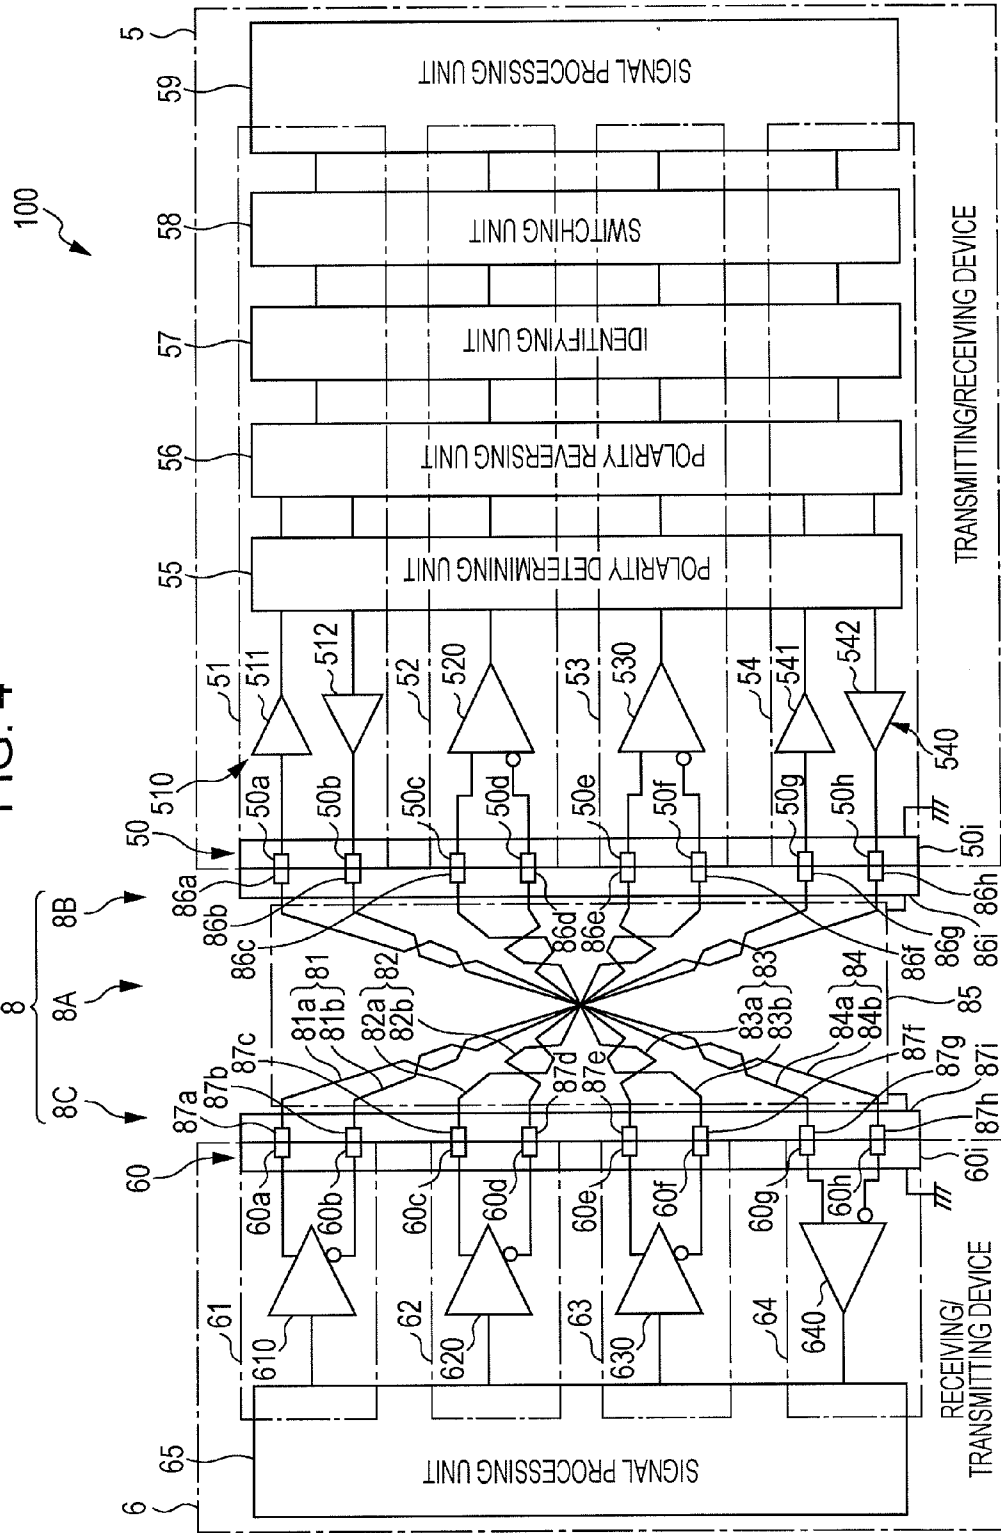 FIG. 4
100
8
8C
8A
8B
6
65
61
610
62
620
63
630
64
640
SIGNAL PROCESSING UNIT
RECEIVING/
TRANSMITTING DEVICE
60
60a
60b
60c
60d
60e
60f
60g
60h
60i
87a
87b
87c
87d
87e
87f
87g
87h
87i
81a
81b
81
82a
82b
82
83a
83b
83
84a
84b
84
85
86a
86b
86c
86d
86e
86f
86g
86h
86i
50
50a
50b
50c
50d
50e
50f
50g
50h
50i
510
511
51
512
52
520
53
530
54
541
542
540
55
POLARITY DETERMINING UNIT
56
POLARITY REVERSING UNIT
57
IDENTIFYING UNIT
58
SWITCHING UNIT
59
SIGNAL PROCESSING UNIT
5
TRANSMITTING/RECEIVING DEVICE